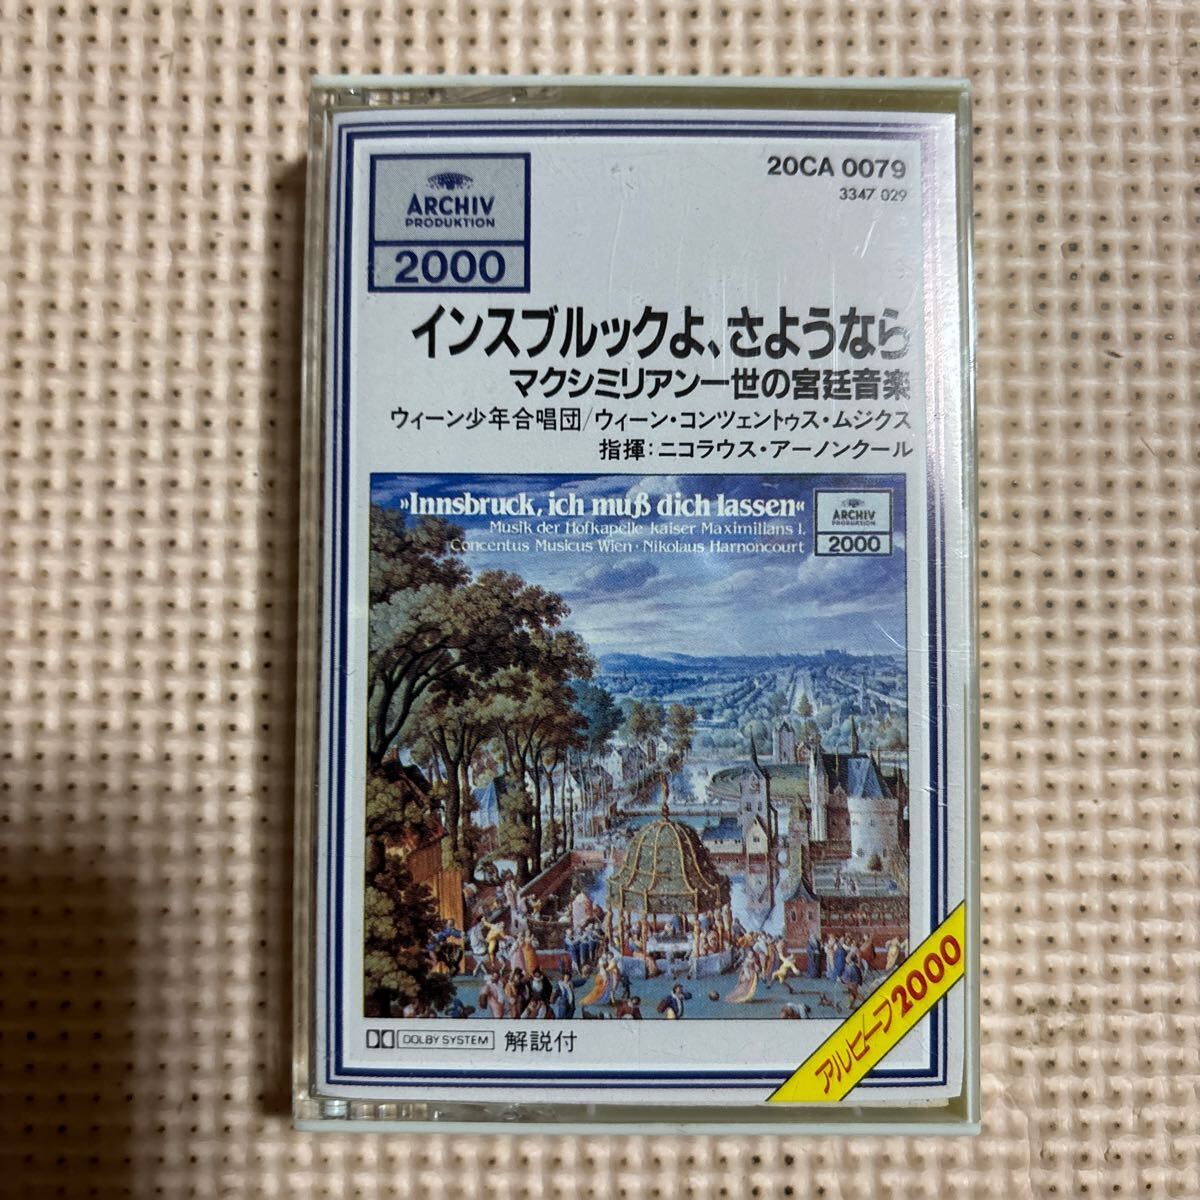 ARCHIV
PRODUKTION
2000
20CA 0079
3347 029
インスブルックよ、さようなら
マクシミリアン一世の宮廷音楽
ウィーン少年合唱団/ウィーン・コンツェントゥス・ムジクス
指揮:ニコラウス・アーノンクール
»Innsbruck, ich muß dich lassen«
Musik der Hofkapelle kaiser Maximilians I.
Concentus Musicus Wien · Nikolaus Harnoncourt
ARCHIV
PRODUKTION
2000
DOLBY SYSTEM 解説付
アルヒーフ2000